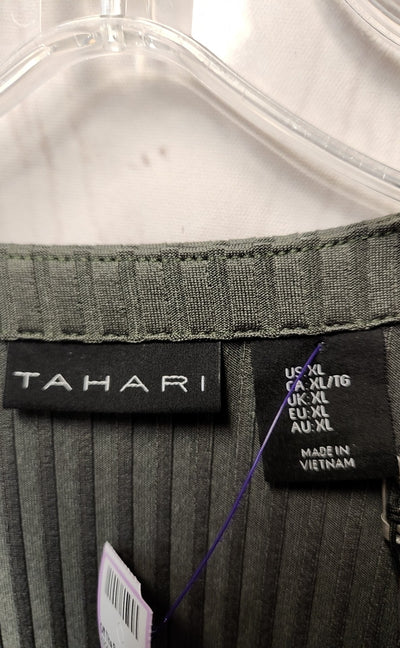 TAHARI
US: XL
CA: XL/TG
UK: XL
EU: XL
AU: XL
MADE IN
VIETNAM